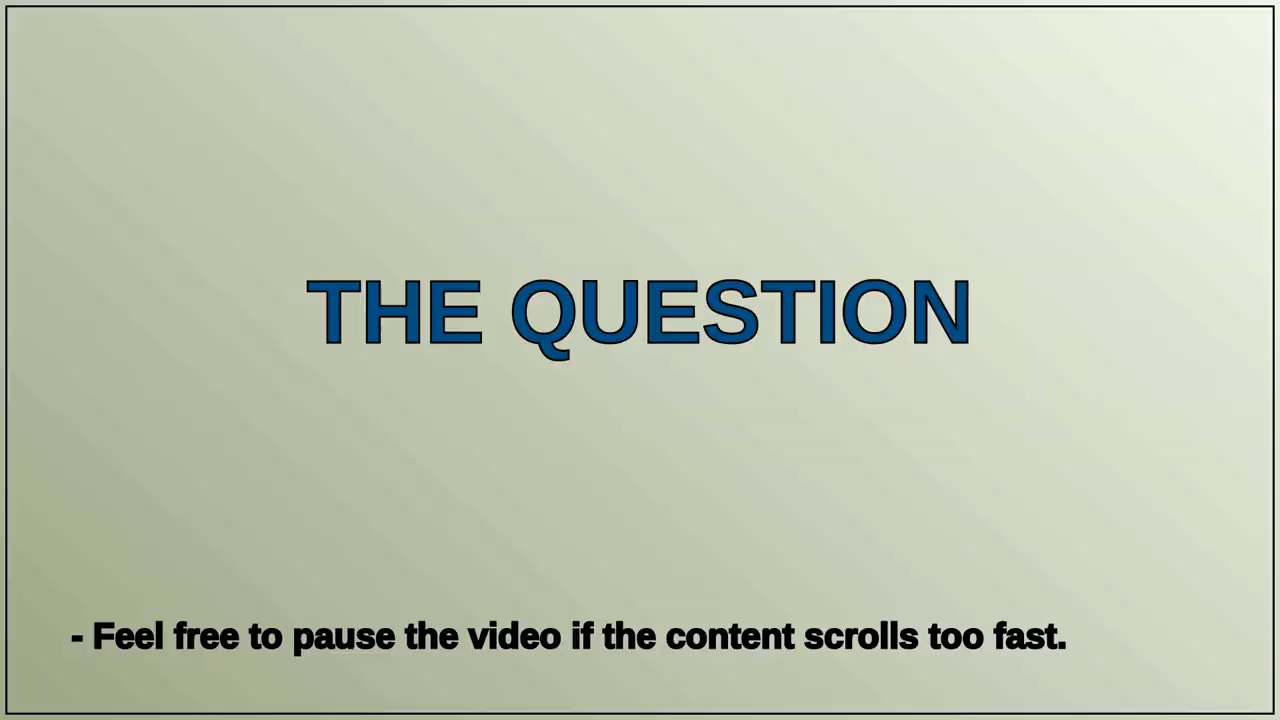 THE QUESTION
- Feel free to pause the video if the content scrolls too fast.